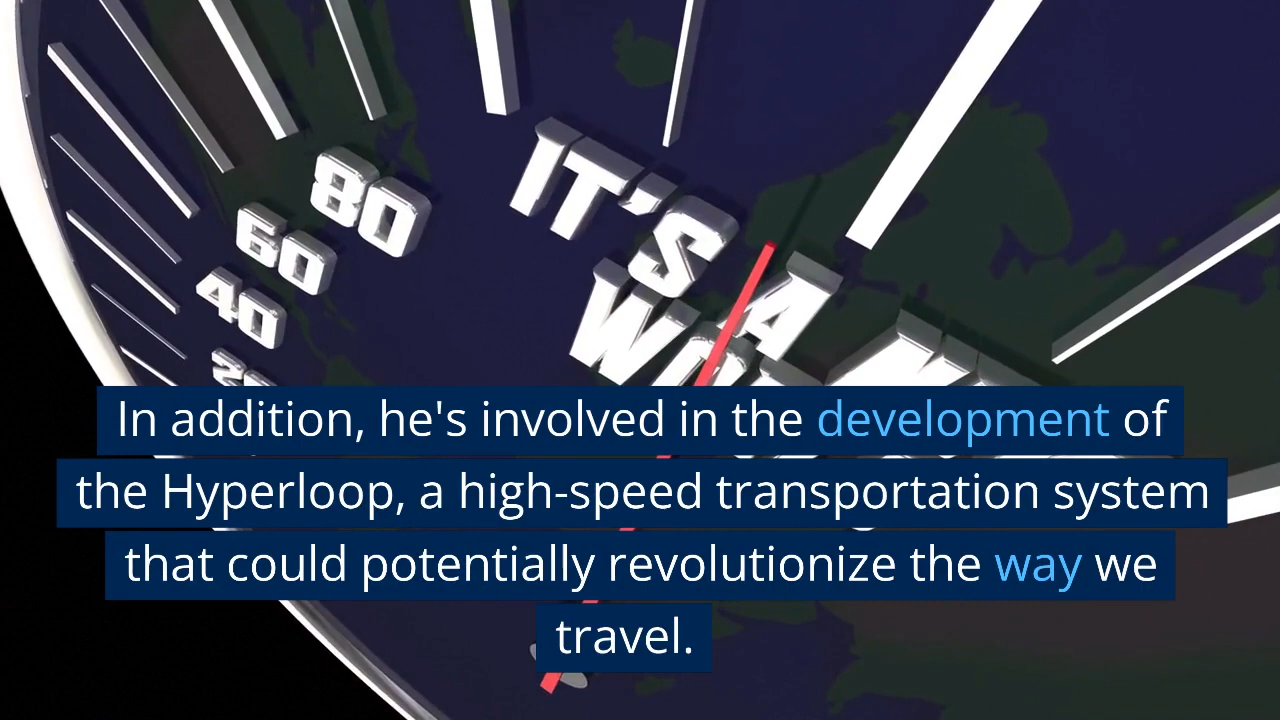 80
60
40
IT'S
A
In addition, he's involved in the development of
the Hyperloop, a high-speed transportation system
that could potentially revolutionize the way we
travel.